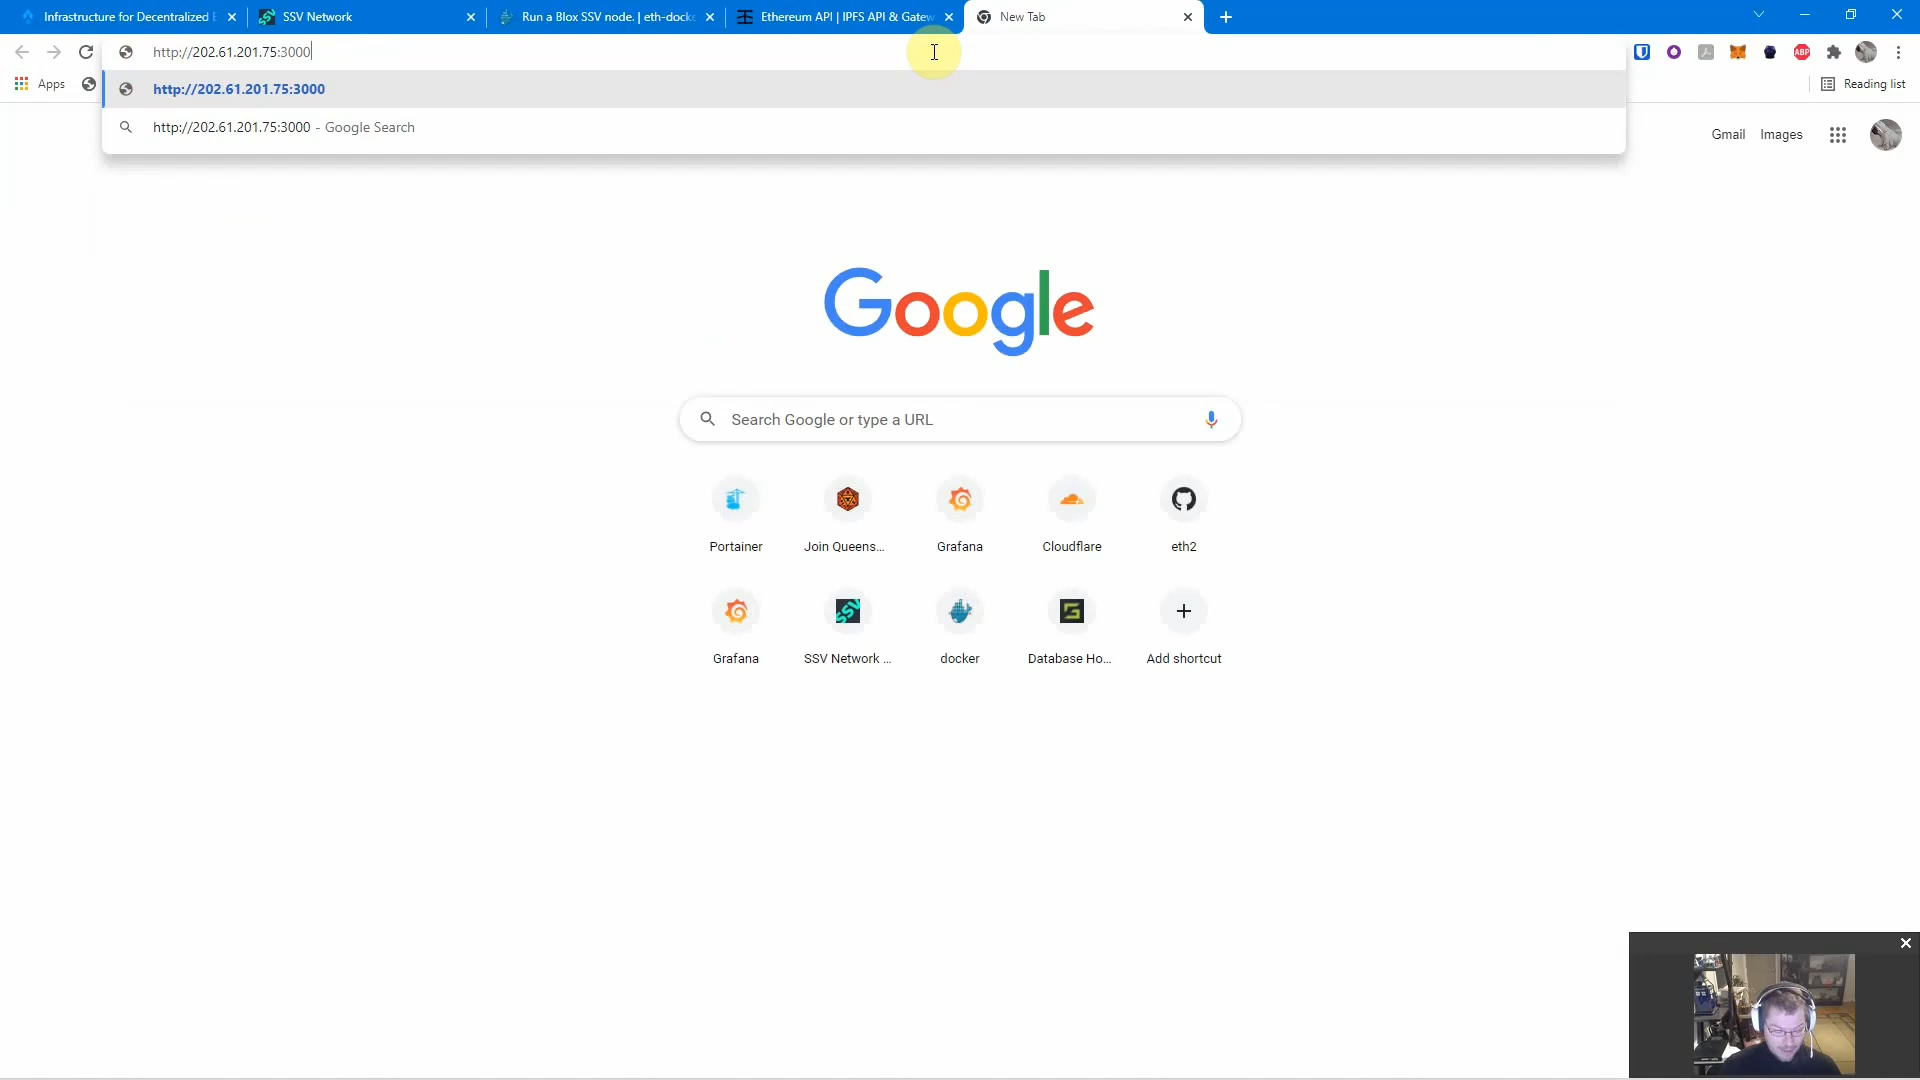 Infrastructure for Decentralized E
SSV Network
Run a Blox SSV node. | eth-docke
Ethereum API | IPFS API & Gatew
New Tab
http://202.61.201.75:3000
ABP
Apps
http://202.61.201.75:3000
Reading list
http://202.61.201.75:3000 - Google Search
Gmail
Images
Google
Search Google or type a URL
Portainer
Join Queens...
Grafana
Cloudflare
eth2
SSV
Grafana
SSV Network ...
docker
Database Ho...
Add shortcut